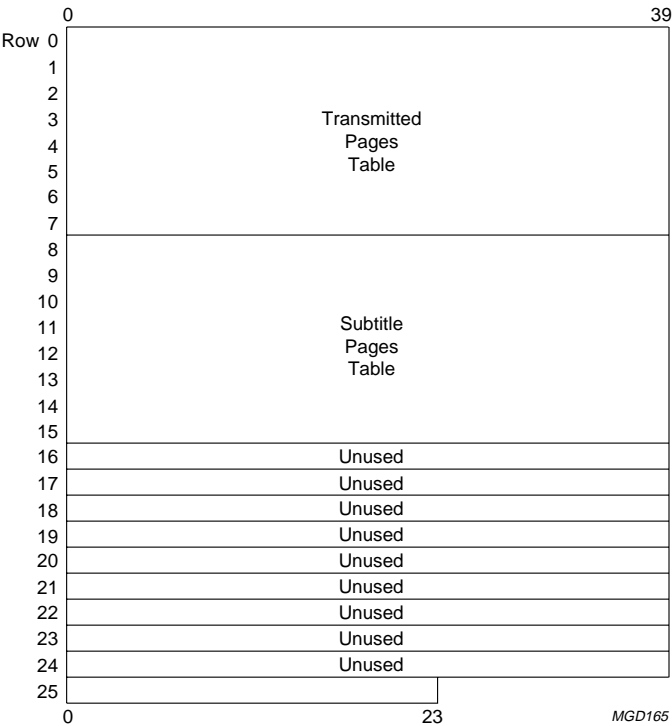 0 39
Row 0
1
2
3 Transmitted
4 Pages
5 Table
6
7
8
9
10
11 Subtitle
12 Pages
13 Table
14
15
16 Unused
17 Unused
18 Unused
19 Unused
20 Unused
21 Unused
22 Unused
23 Unused
24 Unused
25
0 23 MGD165